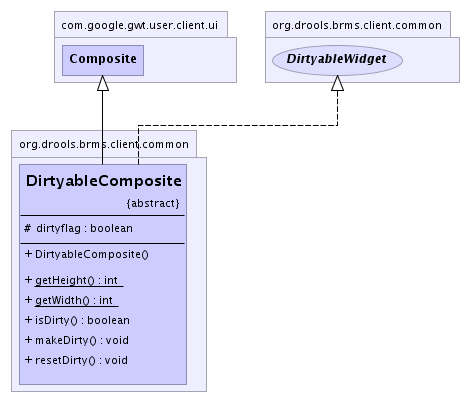 com.google.gwt.user.client.ui
org.drools.brms.client.common
Composite
DirtyableWidget
org.drools.brms.client.common
DirtyableComposite
{abstract}
# dirtyflag : boolean
+ DirtyableComposite()
+ getHeight() : int
+ getWidth() : int
+ isDirty() : boolean
+ makeDirty() : void
+ resetDirty() : void